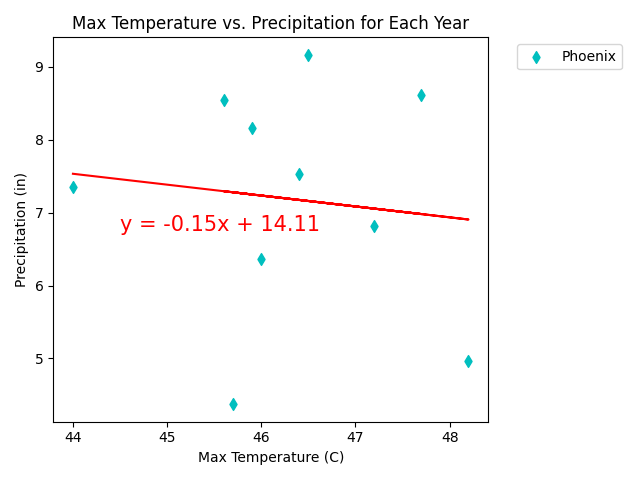 Max Temperature vs. Precipitation for Each Year
Phoenix
9
8
7
6
5
Precipitation (in)
y = -0.15x + 14.11
44 45 46 47 48
Max Temperature (C)